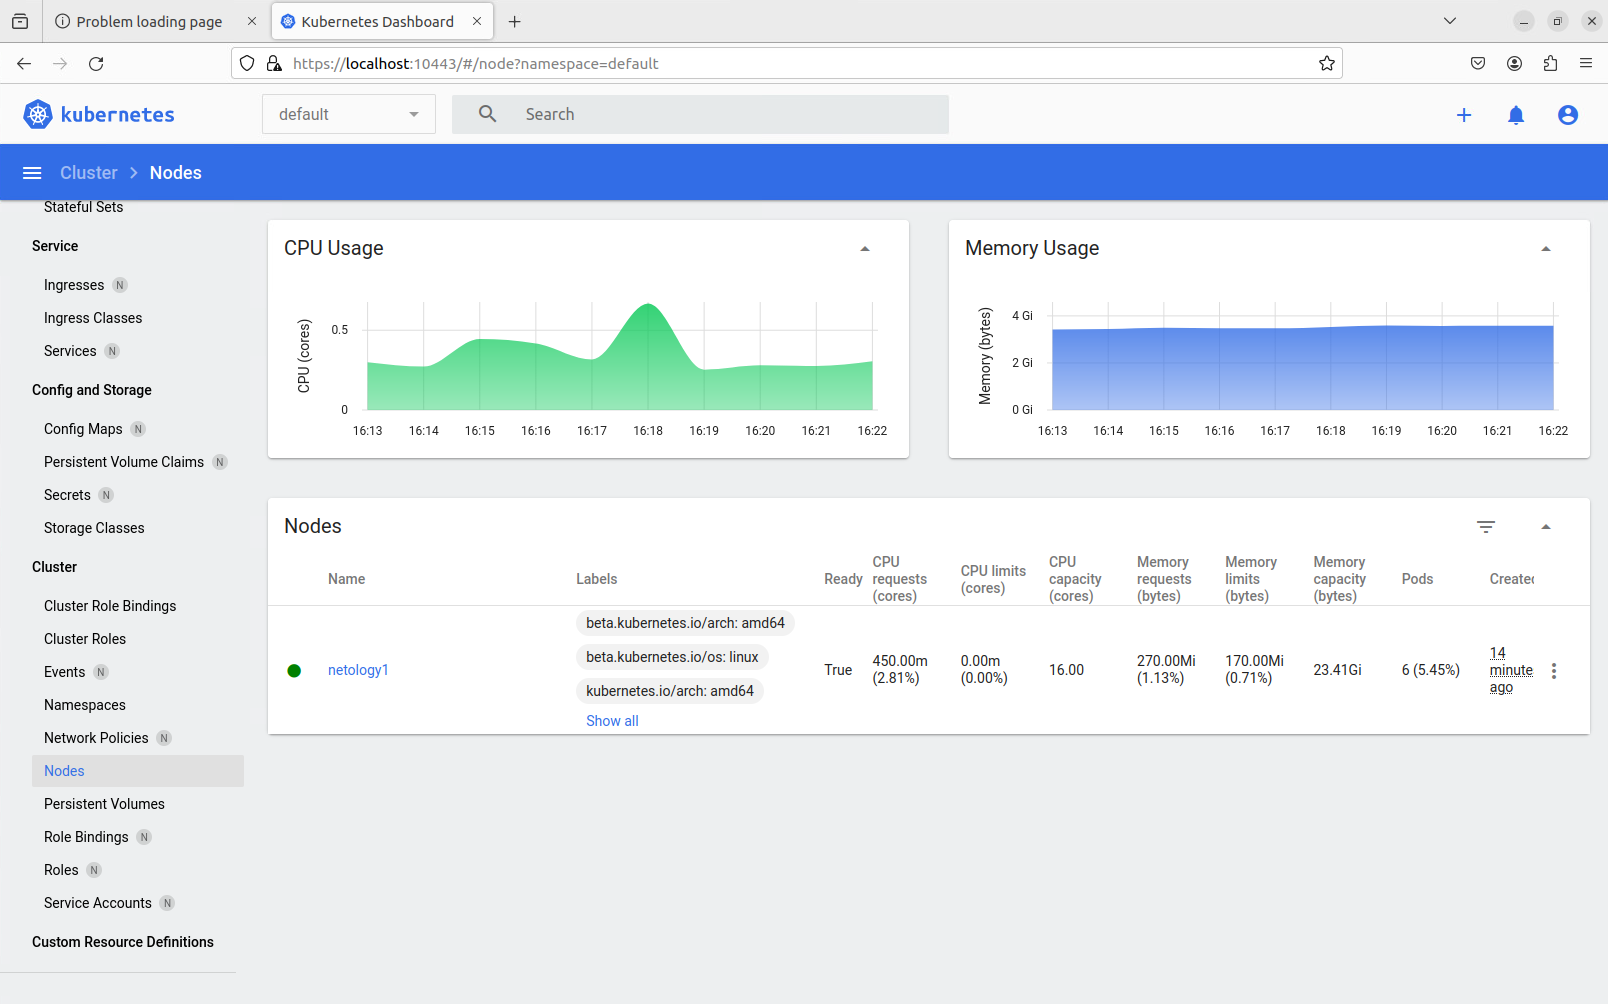 Problem loading page
Kubernetes Dashboard
https://localhost:10443/#/node?namespace=default
kubernetes
default
Search
Cluster
Nodes
Stateful Sets
Service
Ingresses N
Ingress Classes
Services N
Config and Storage
Config Maps N
Persistent Volume Claims N
Secrets N
Storage Classes
Cluster
Cluster Role Bindings
Cluster Roles
Events N
Namespaces
Network Policies N
Nodes
Persistent Volumes
Role Bindings N
Roles N
Service Accounts N
Custom Resource Definitions
CPU Usage
CPU (cores)
0.5
0
16:13 16:14 16:15 16:16 16:17 16:18 16:19 16:20 16:21 16:22
Memory Usage
Memory (bytes)
4 Gi
2 Gi
0 Gi
16:13 16:14 16:15 16:16 16:17 16:18 16:19 16:20 16:21 16:22
Nodes
Name
Labels
Ready
CPU
requests
(cores)
CPU limits
(cores)
CPU
capacity
(cores)
Memory
requests
(bytes)
Memory
limits
(bytes)
Memory
capacity
(bytes)
Pods
Created
netology1
beta.kubernetes.io/arch: amd64
beta.kubernetes.io/os: linux
kubernetes.io/arch: amd64
Show all
True
450.00m
(2.81%)
0.00m
(0.00%)
16.00
270.00Mi
(1.13%)
170.00Mi
(0.71%)
23.41Gi
6 (5.45%)
14
minute
ago